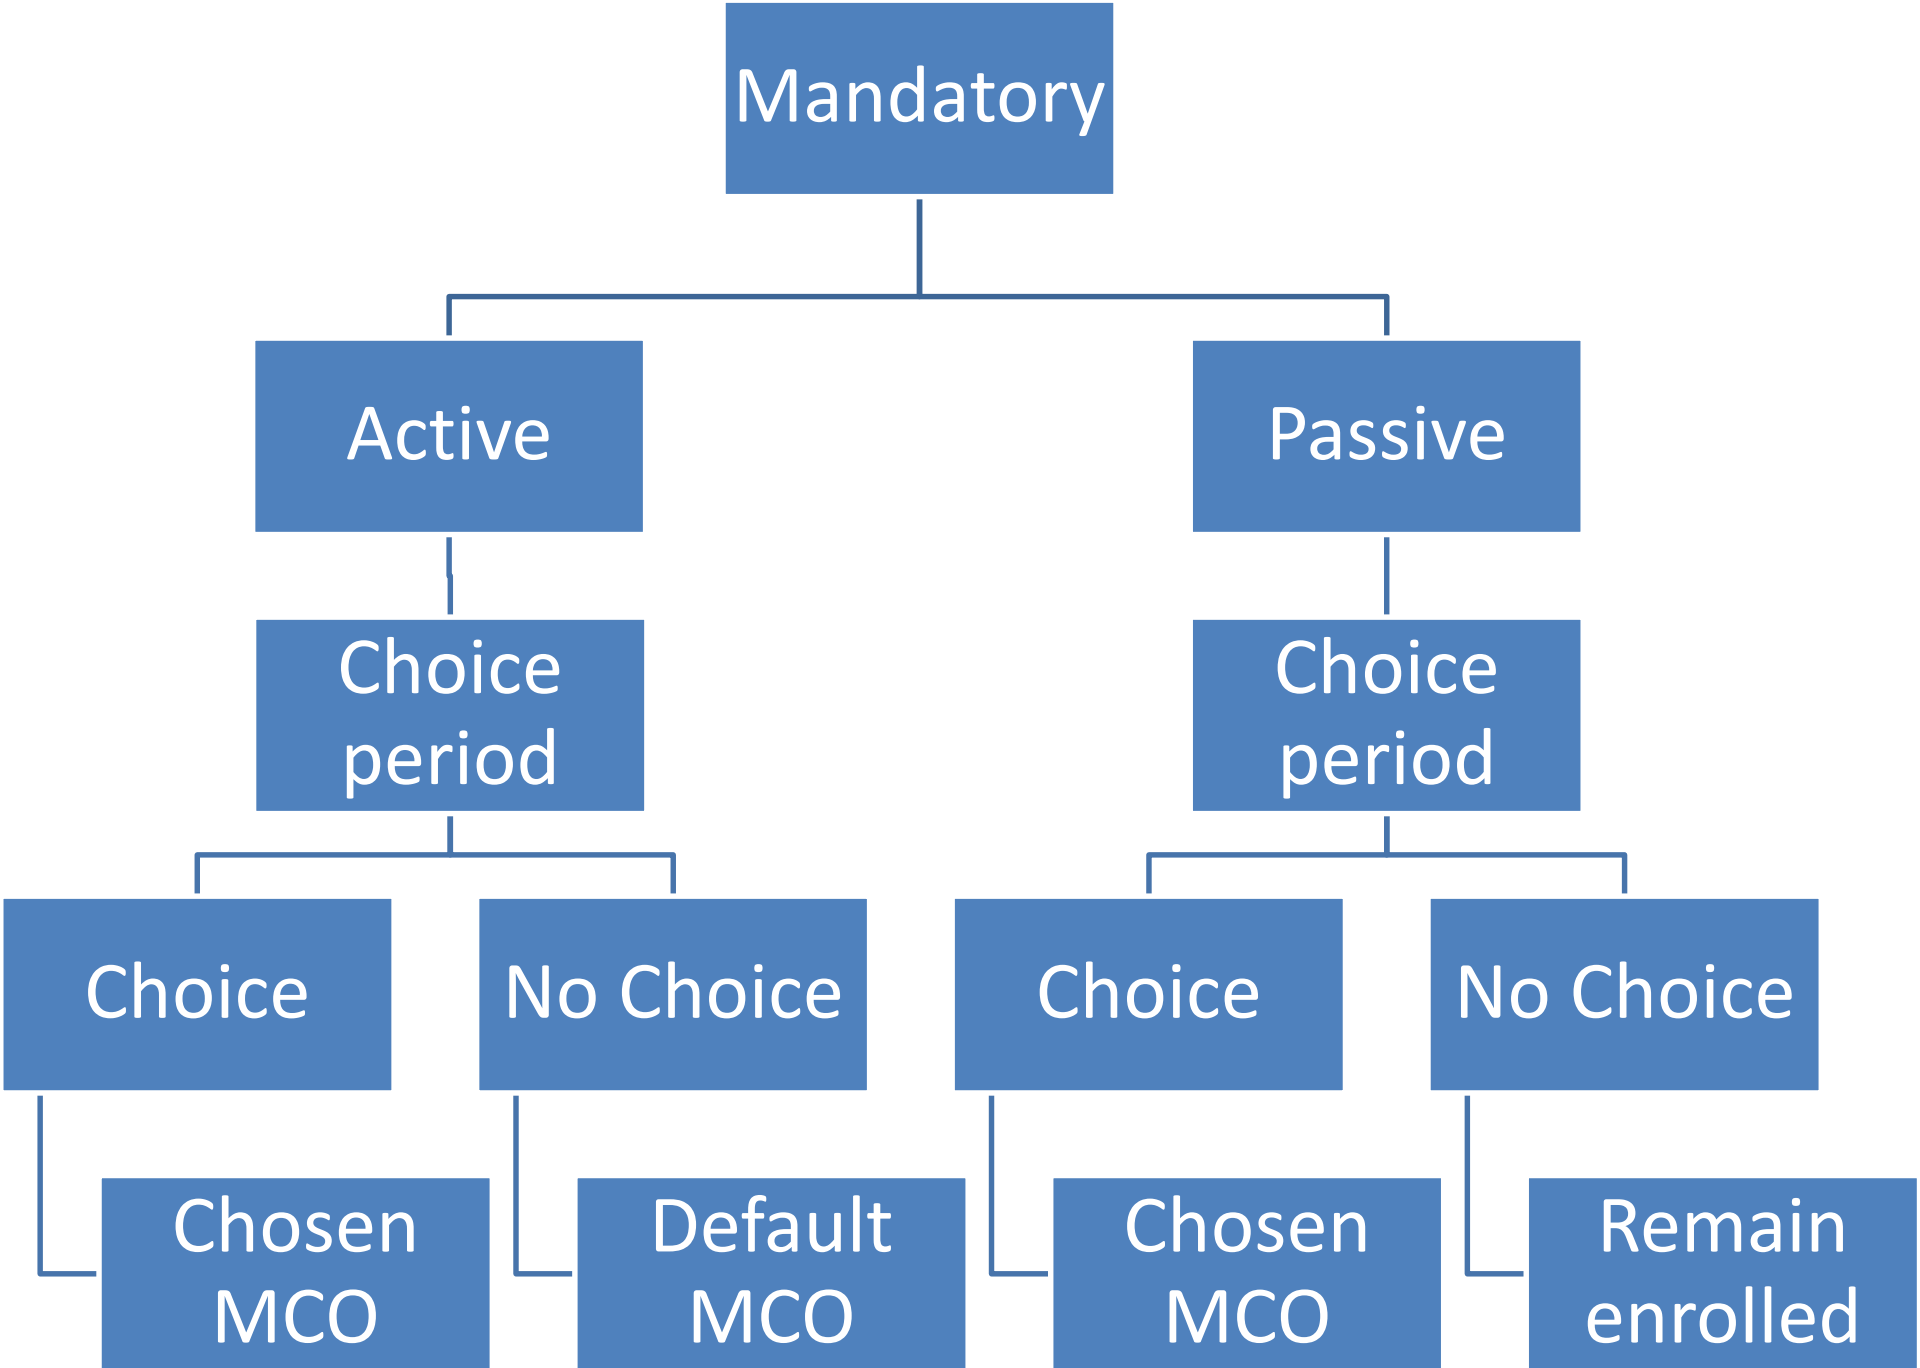 Mandatory
Active
Passive
Choice
period
Choice
period
Choice
No Choice
Choice
No Choice
Chosen
MCO
Default
MCO
Chosen
MCO
Remain
enrolled